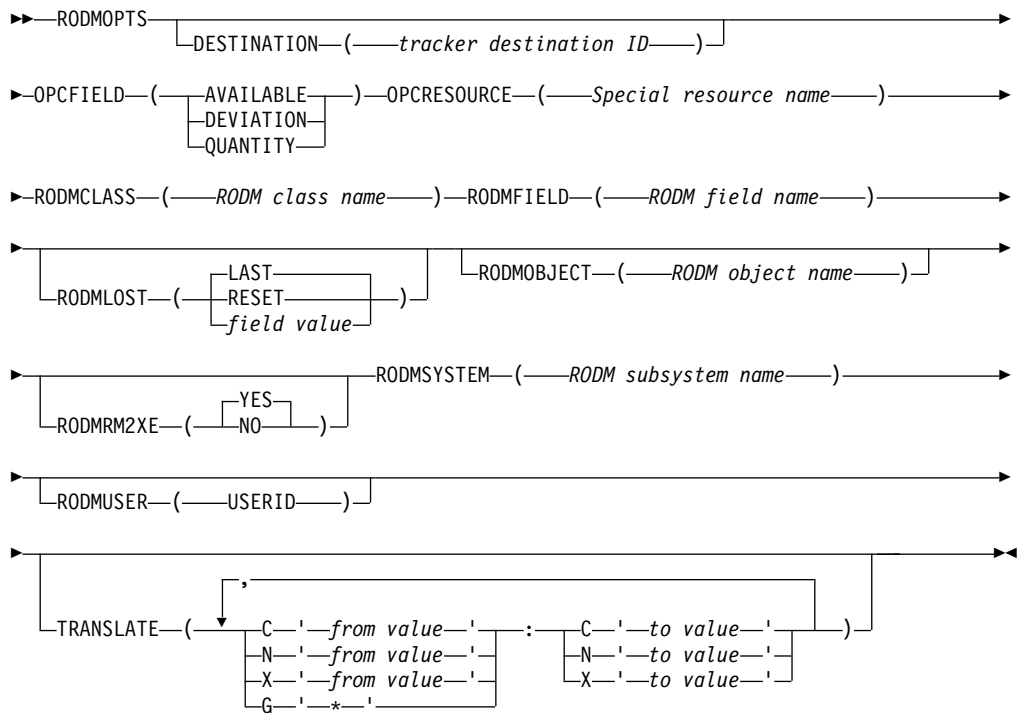 RODMOPTS
DESTINATION ( tracker destination ID )
OPCFIELD ( AVAILABLE ) OPCRESOURCE ( Special resource name )
DEVIATION
QUANTITY
RODMCLASS ( RODM class name ) RODMFIELD ( RODM field name )
LAST
RODMLOST ( RESET )
field value
RODMOBJECT ( RODM object name )
YES
RODMRM2XE ( NO )
RODMSYSTEM ( RODM subsystem name )
RODMUSER ( USERID )
,
TRANSLATE ( C ' from value ' : C ' to value ' )
N ' from value ' N ' to value '
X ' from value ' X ' to value '
G ' * '